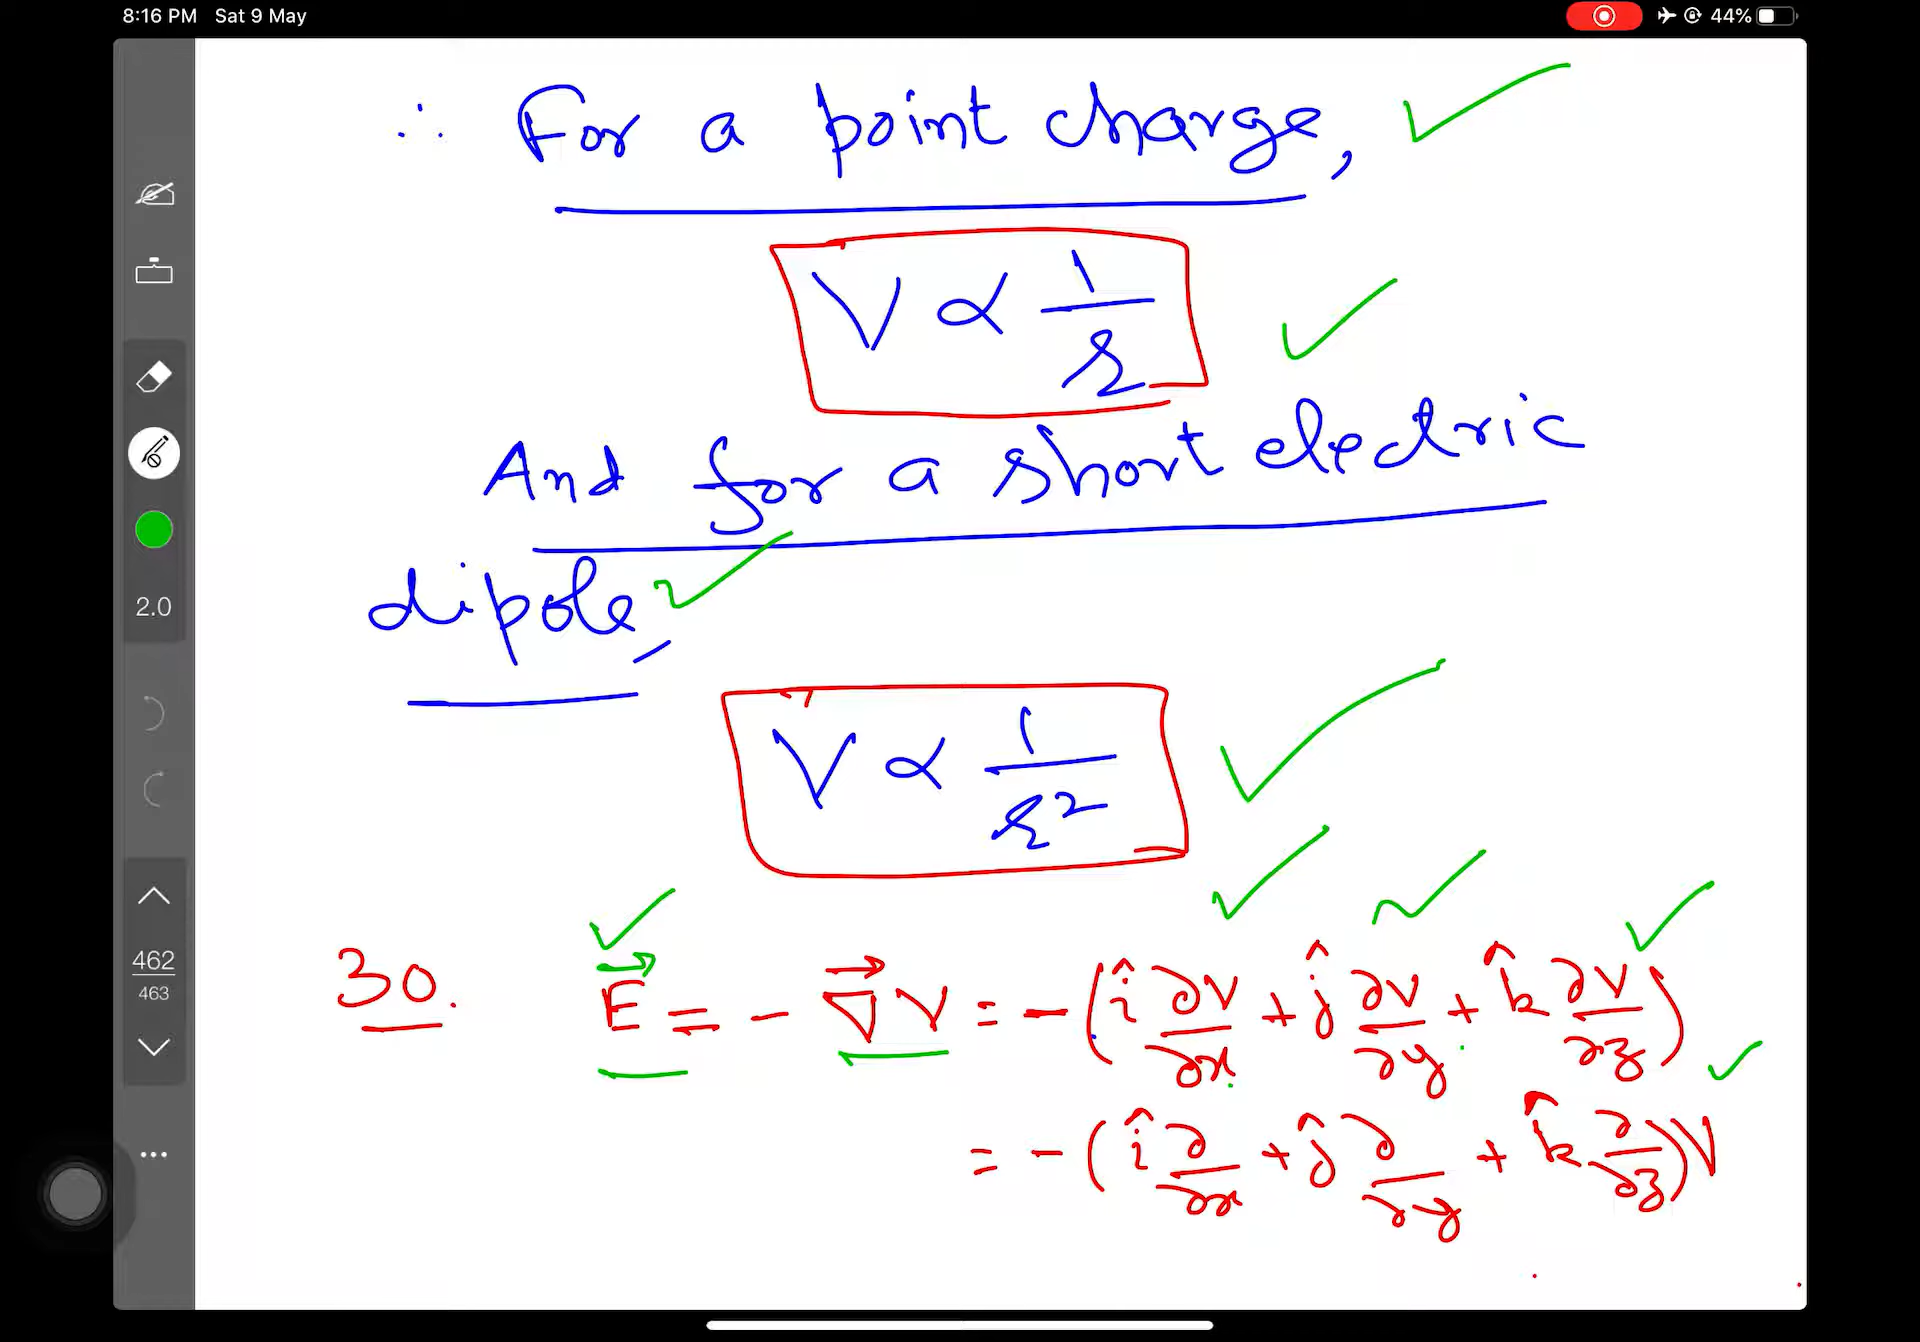 8:16 PM Sat 9 May 44%
∴ For a point charge,
V ∝ 1/r
And for a short electric
dipole,
V ∝ 1/r²
2.0
462
463
30. E⃗ = - ∇⃗V = -(î ∂V/∂x + ĵ ∂V/∂y + k̂ ∂V/∂z)
= -(î ∂/∂x + ĵ ∂/∂y + k̂ ∂/∂z)V